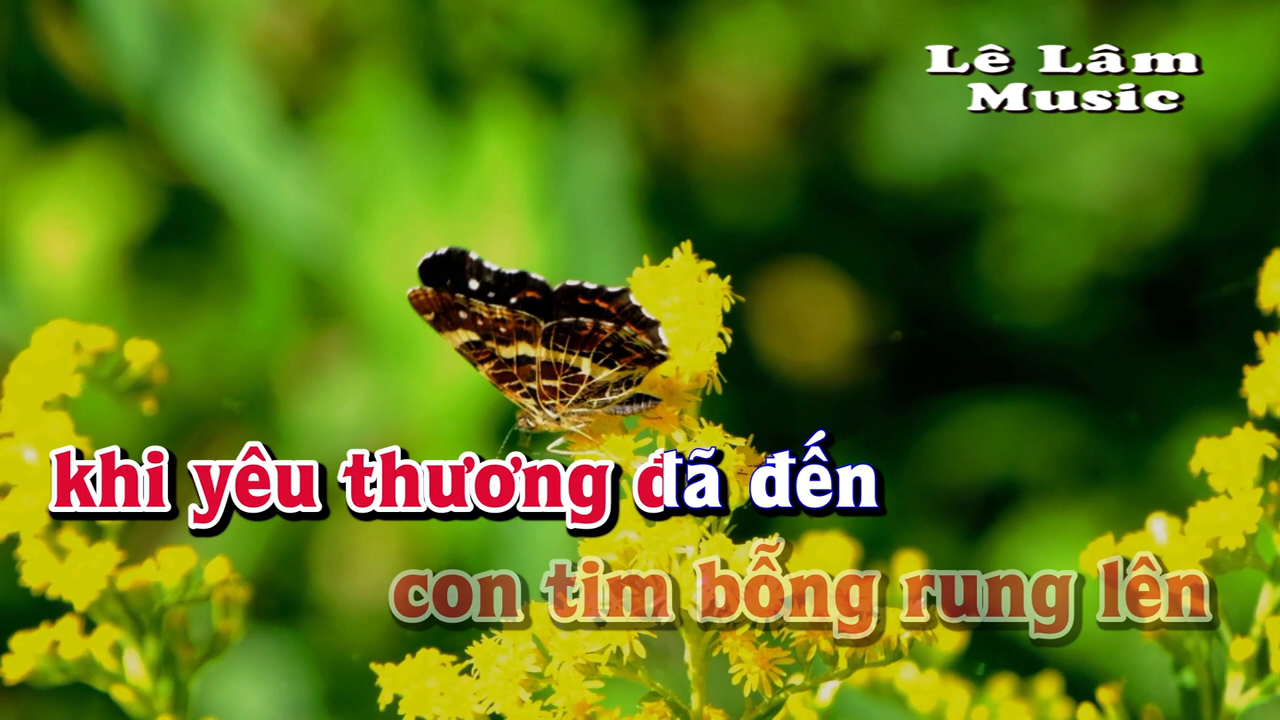 Lê Lâm
Music
khi yêu thương đã đến
con tim bỗng rung lên